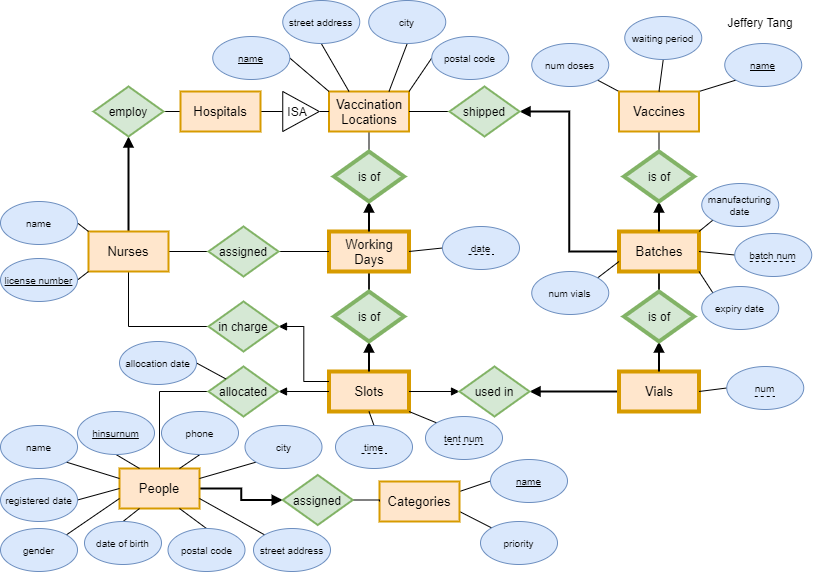 Jeffery Tang
street address
city
waiting period
name
postal code
num doses
name
employ
Hospitals
ISA
Vaccination
Locations
shipped
Vaccines
is of
is of
manufacturing
date
name
Nurses
assigned
Working
Days
date
Batches
batch num
license number
num vials
expiry date
in charge
is of
is of
allocation date
allocated
Slots
used in
Vials
num
hinsurnum
phone
time
tent num
name
city
People
name
registered date
assigned
Categories
gender
date of birth
postal code
street address
priority